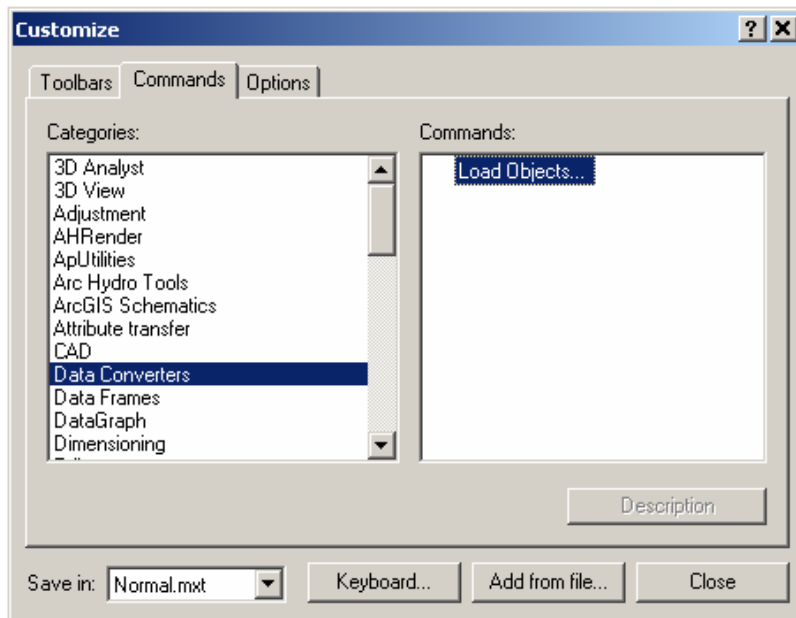 Customize
Toolbars Commands Options
Categories: Commands:
3D Analyst Load Objects...
3D View
Adjustment
AHRender
ApUtilities
Arc Hydro Tools
ArcGIS Schematics
Attribute transfer
CAD
Data Converters
Data Frames
DataGraph
Dimensioning
Description
Save in: Normal.mxt Keyboard... Add from file... Close